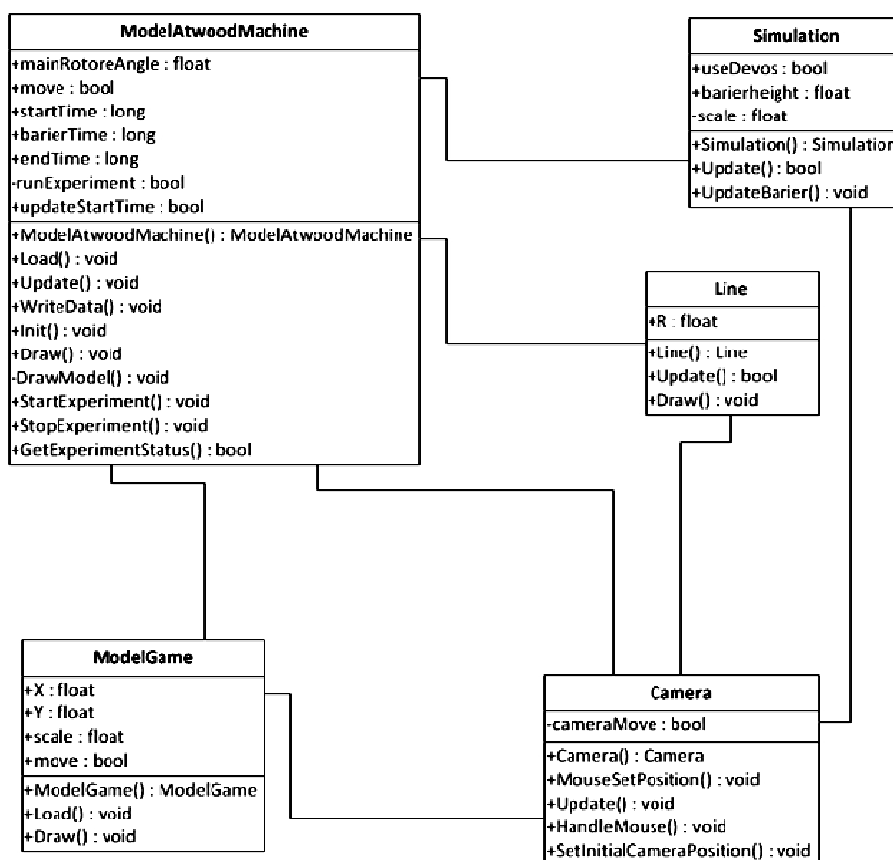 ModelAtwoodMachine
+mainRotoreAngle : float
+move : bool
+startTime : long
+barierTime : long
+endTime : long
-runExperiment : bool
+updateStartTime : bool
+ModelAtwoodMachine() : ModelAtwoodMachine
+Load() : void
+Update() : void
+WriteData() : void
+Init() : void
+Draw() : void
-DrawModel() : void
+StartExperiment() : void
+StopExperiment() : void
+GetExperimentStatus() : bool
Simulation
+useDevos : bool
+barierheight : float
-scale : float
+Simulation() : Simulation
+Update() : bool
+UpdateBarier() : void
Line
+R : float
+Line() : Line
+Update() : bool
+Draw() : void
ModelGame
+X : float
+Y : float
+scale : float
+move : bool
+ModelGame() : ModelGame
+Load() : void
+Draw() : void
Camera
-cameraMove : bool
+Camera() : Camera
+MouseSetPosition() : void
+Update() : void
+HandleMouse() : void
+SetInitialCameraPosition() : void